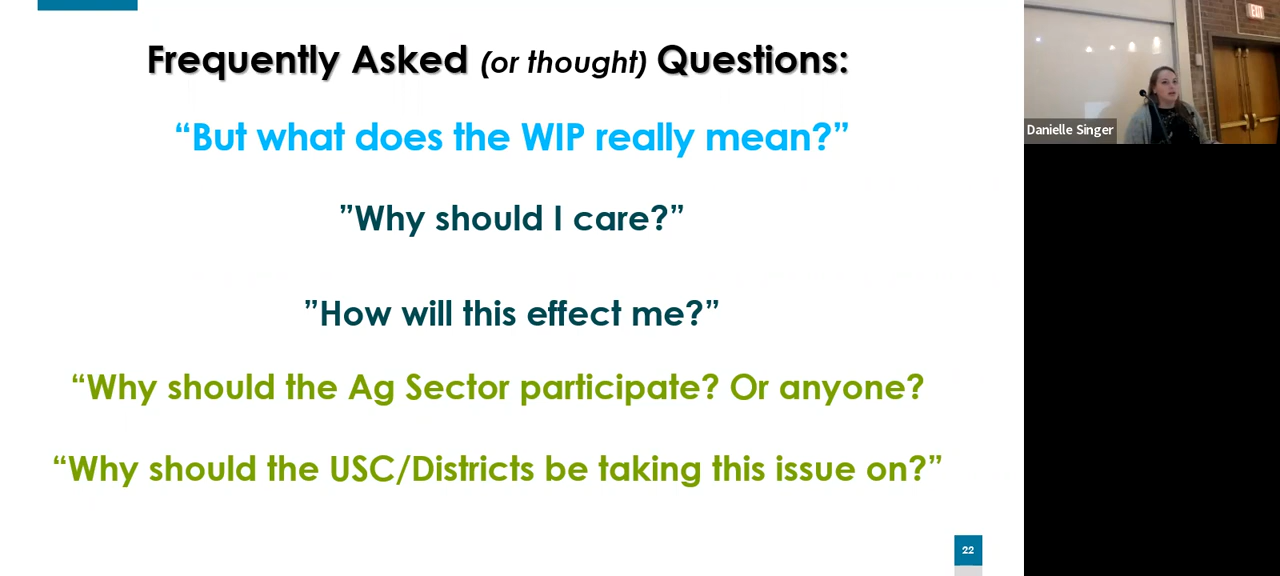 Frequently Asked (or thought) Questions:
“But what does the WIP really mean?”
”Why should I care?”
”How will this effect me?”
“Why should the Ag Sector participate? Or anyone?
“Why should the USC/Districts be taking this issue on?”
22
EXIT
Danielle Singer